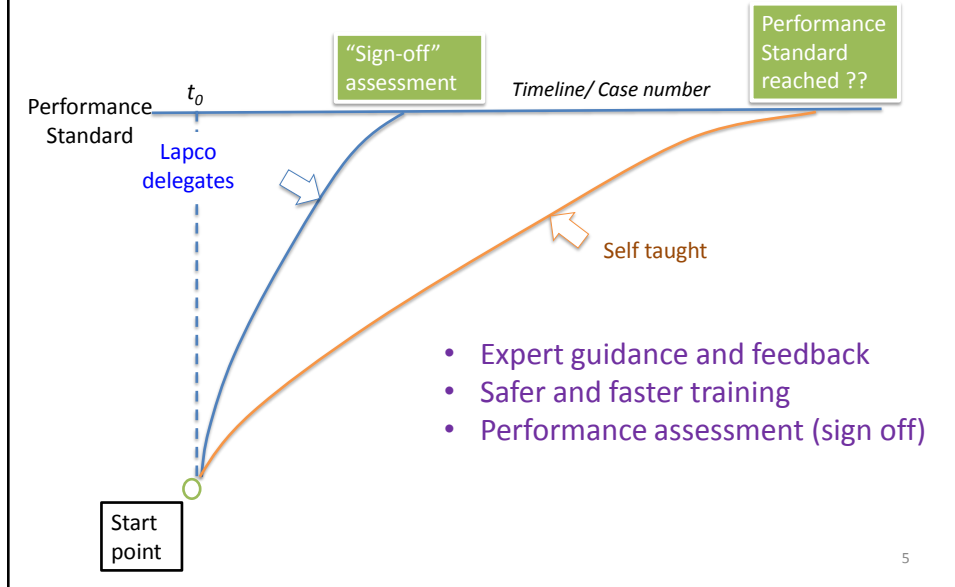 Performance
Standard
reached ??
“Sign-off”
assessment
Timeline/ Case number
t0
Performance
Standard
Lapco
delegates
Self taught
• Expert guidance and feedback
• Safer and faster training
• Performance assessment (sign off)
Start
point
5